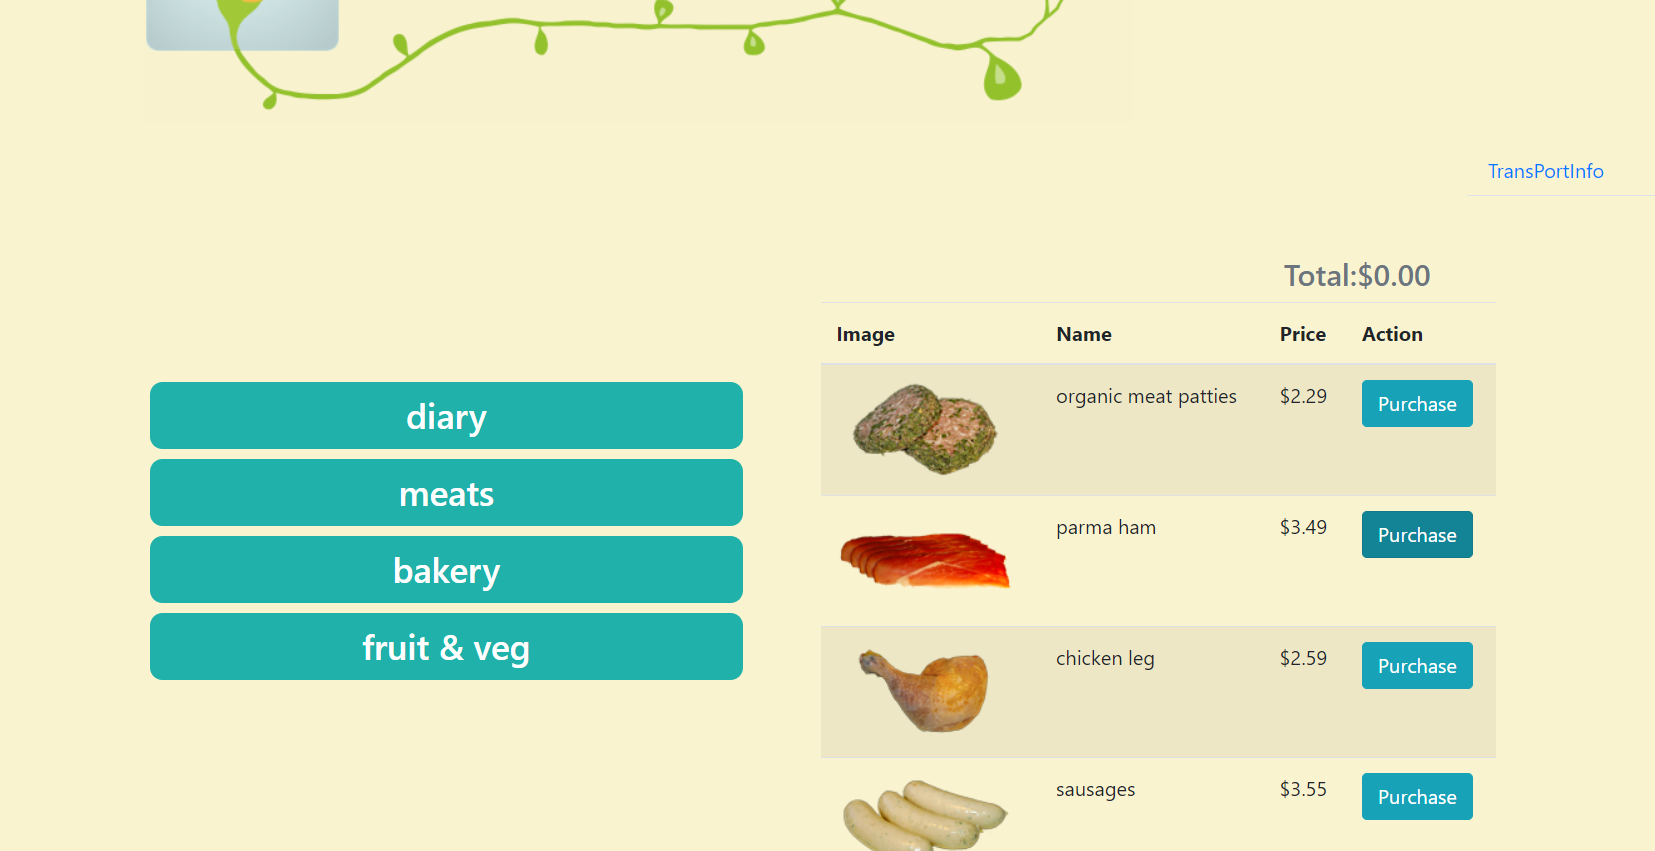 TransPortInfo
Total:$0.00
Image Name Price Action
diary
meats
bakery
fruit & veg
organic meat patties $2.29 Purchase
parma ham $3.49 Purchase
chicken leg $2.59 Purchase
sausages $3.55 Purchase